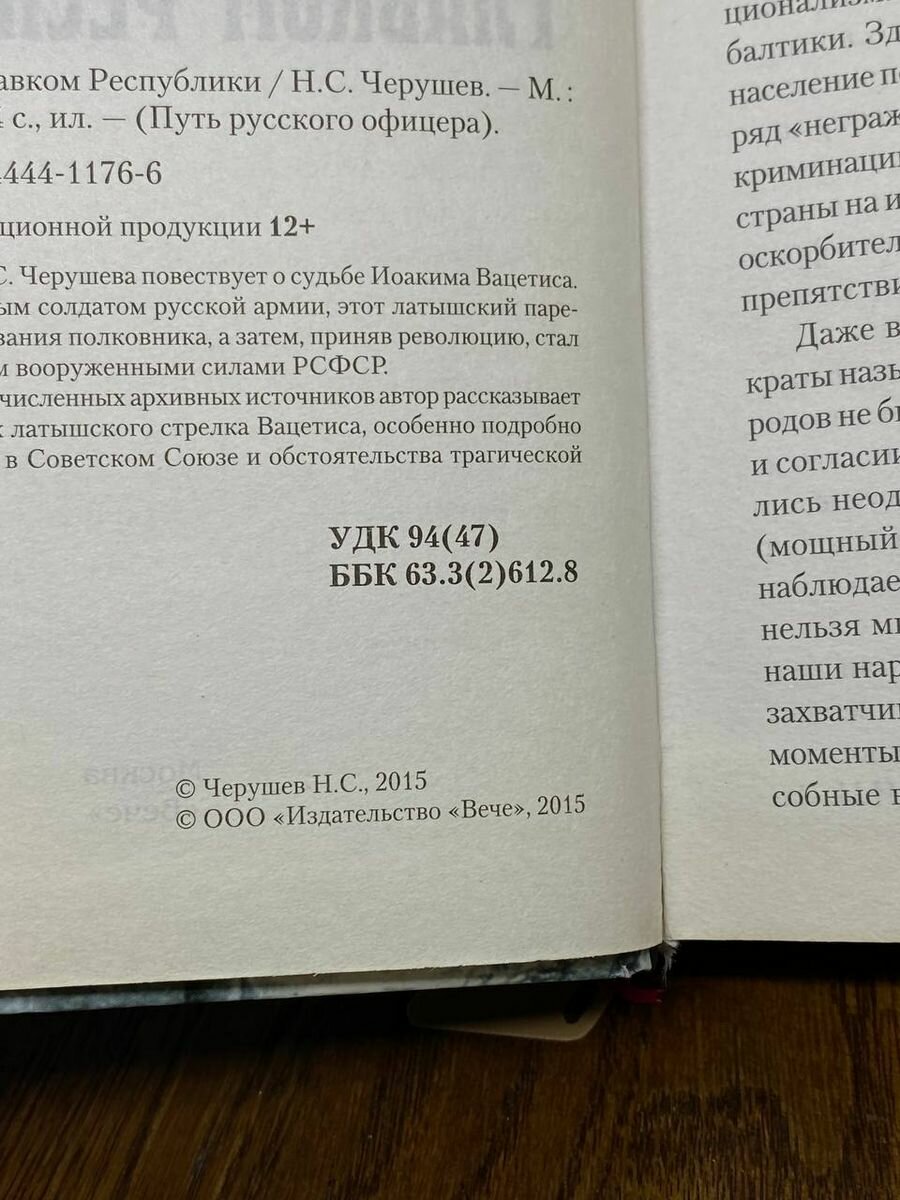 авком Республики / Н.С. Черушев. — М. :
с., ил. — (Путь русского офицера).
444-1176-6
ционной продукции 12+
С. Черушева повествует о судьбе Иоакима Вацетиса.
ым солдатом русской армии, этот латышский паре-
вания полковника, а затем, приняв революцию, стал
м вооруженными силами РСФСР.
численных архивных источников автор рассказывает
х латышского стрелка Вацетиса, особенно подробно
в Советском Союзе и обстоятельства трагической
УДК 94(47)
ББК 63.3(2)612.8
© Черушев Н.С., 2015
© ООО «Издательство «Вече», 2015
ционализм
балтики. Зд
население п
ряд «неграж
криминаци
страны на и
оскорбител
препятстви
Даже в
краты назы
родов не б
и согласии
лись неод
(мощный
наблюдае
нельзя м
наши нар
захватчи
моменты
собные в